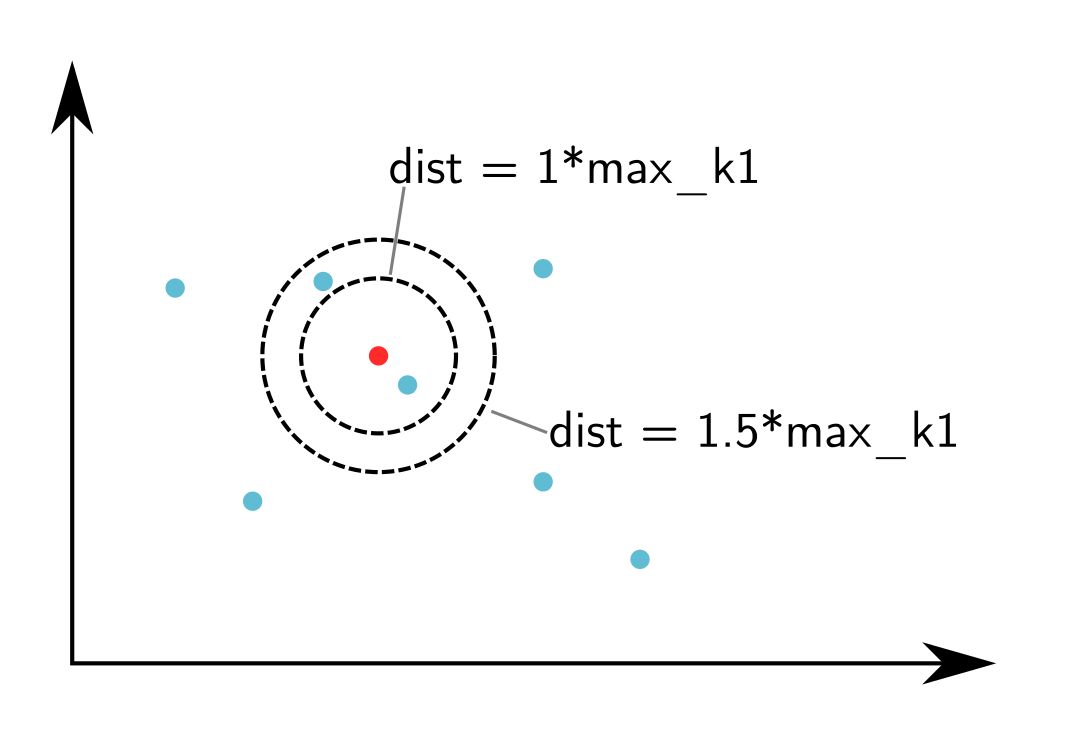 dist = 1*max_k1
dist = 1.5*max_k1